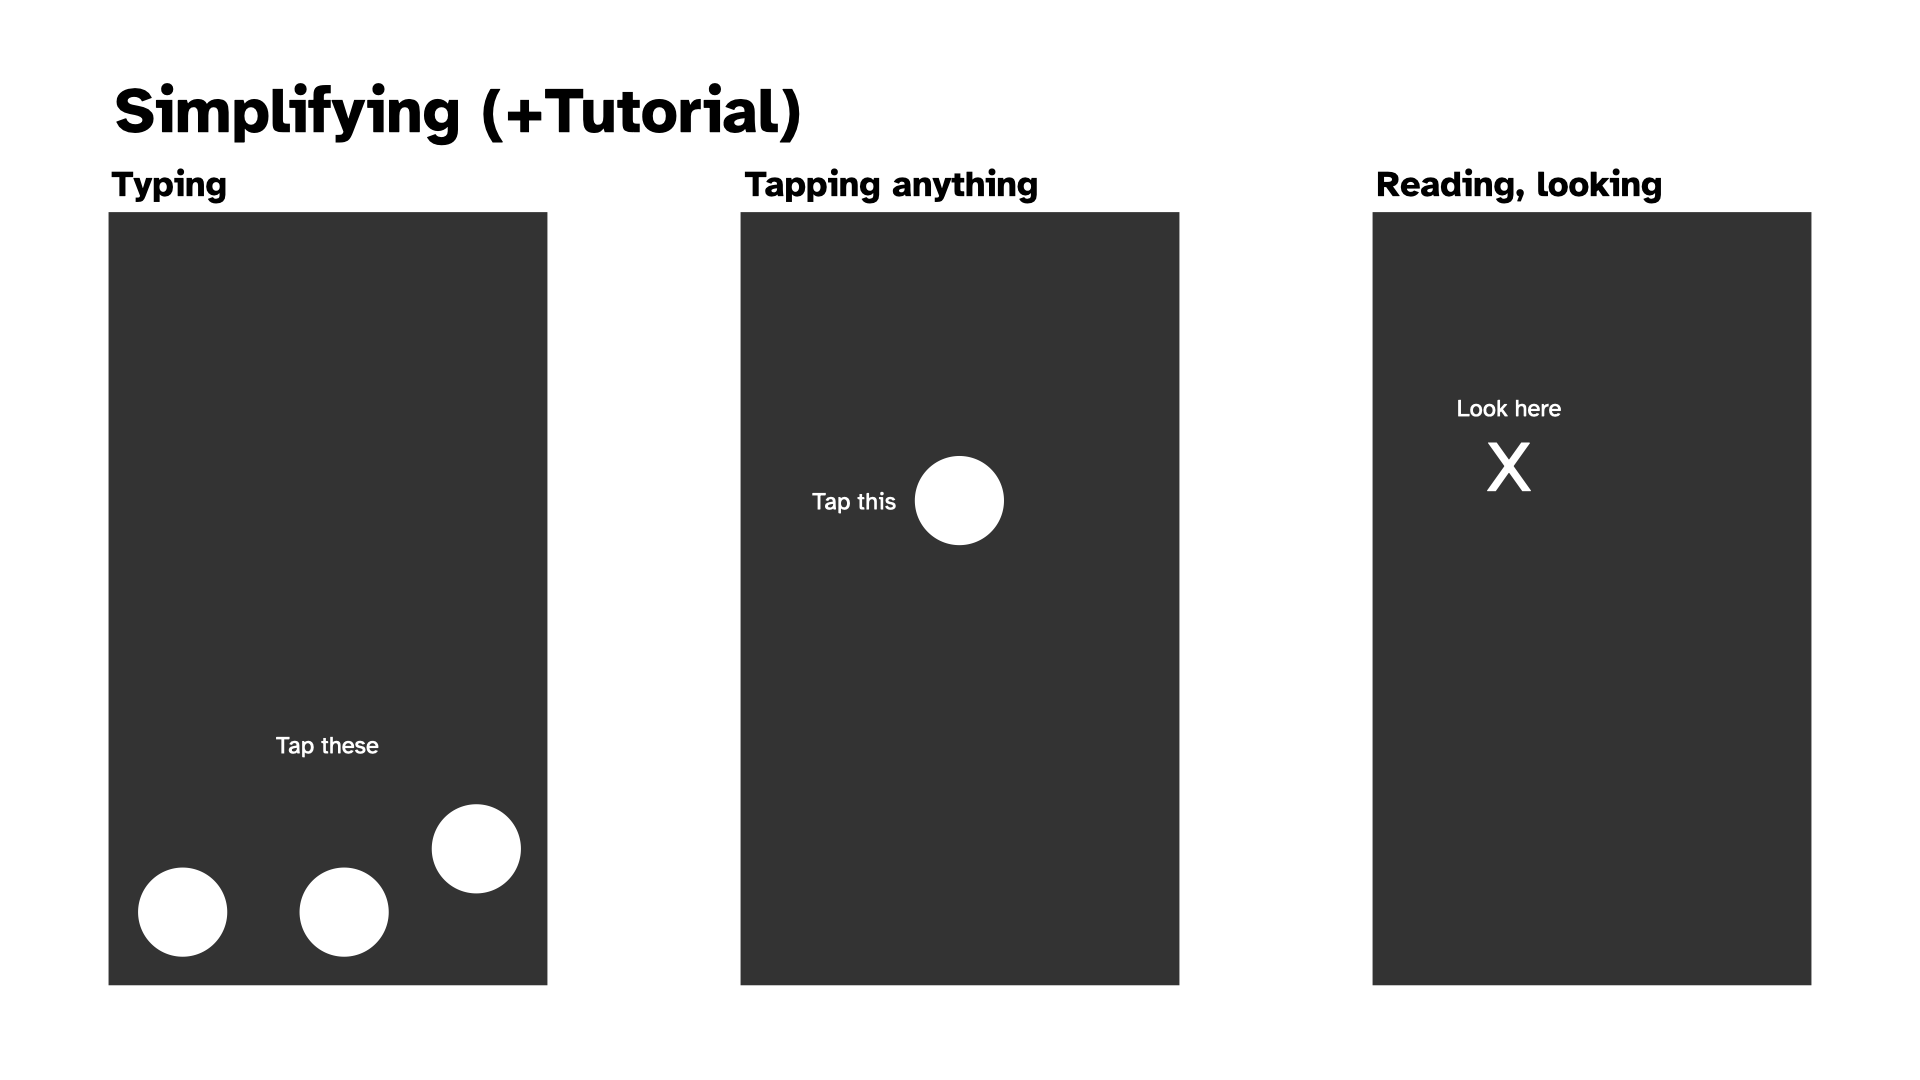 Simplifying (+Tutorial)
Typing
Tap these
Tapping anything
Tap this
Reading, looking
Look here
X